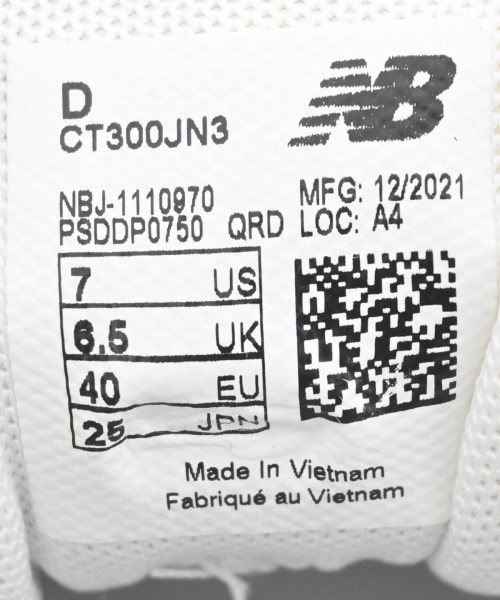 D
CT300JN3
NB
NBJ-1110970
PSDDP0750 QRD
MFG: 12/2021
LOC: A4
7 US
6.5 UK
40 EU
25 JPN
Made In Vietnam
Fabriqué au Vietnam